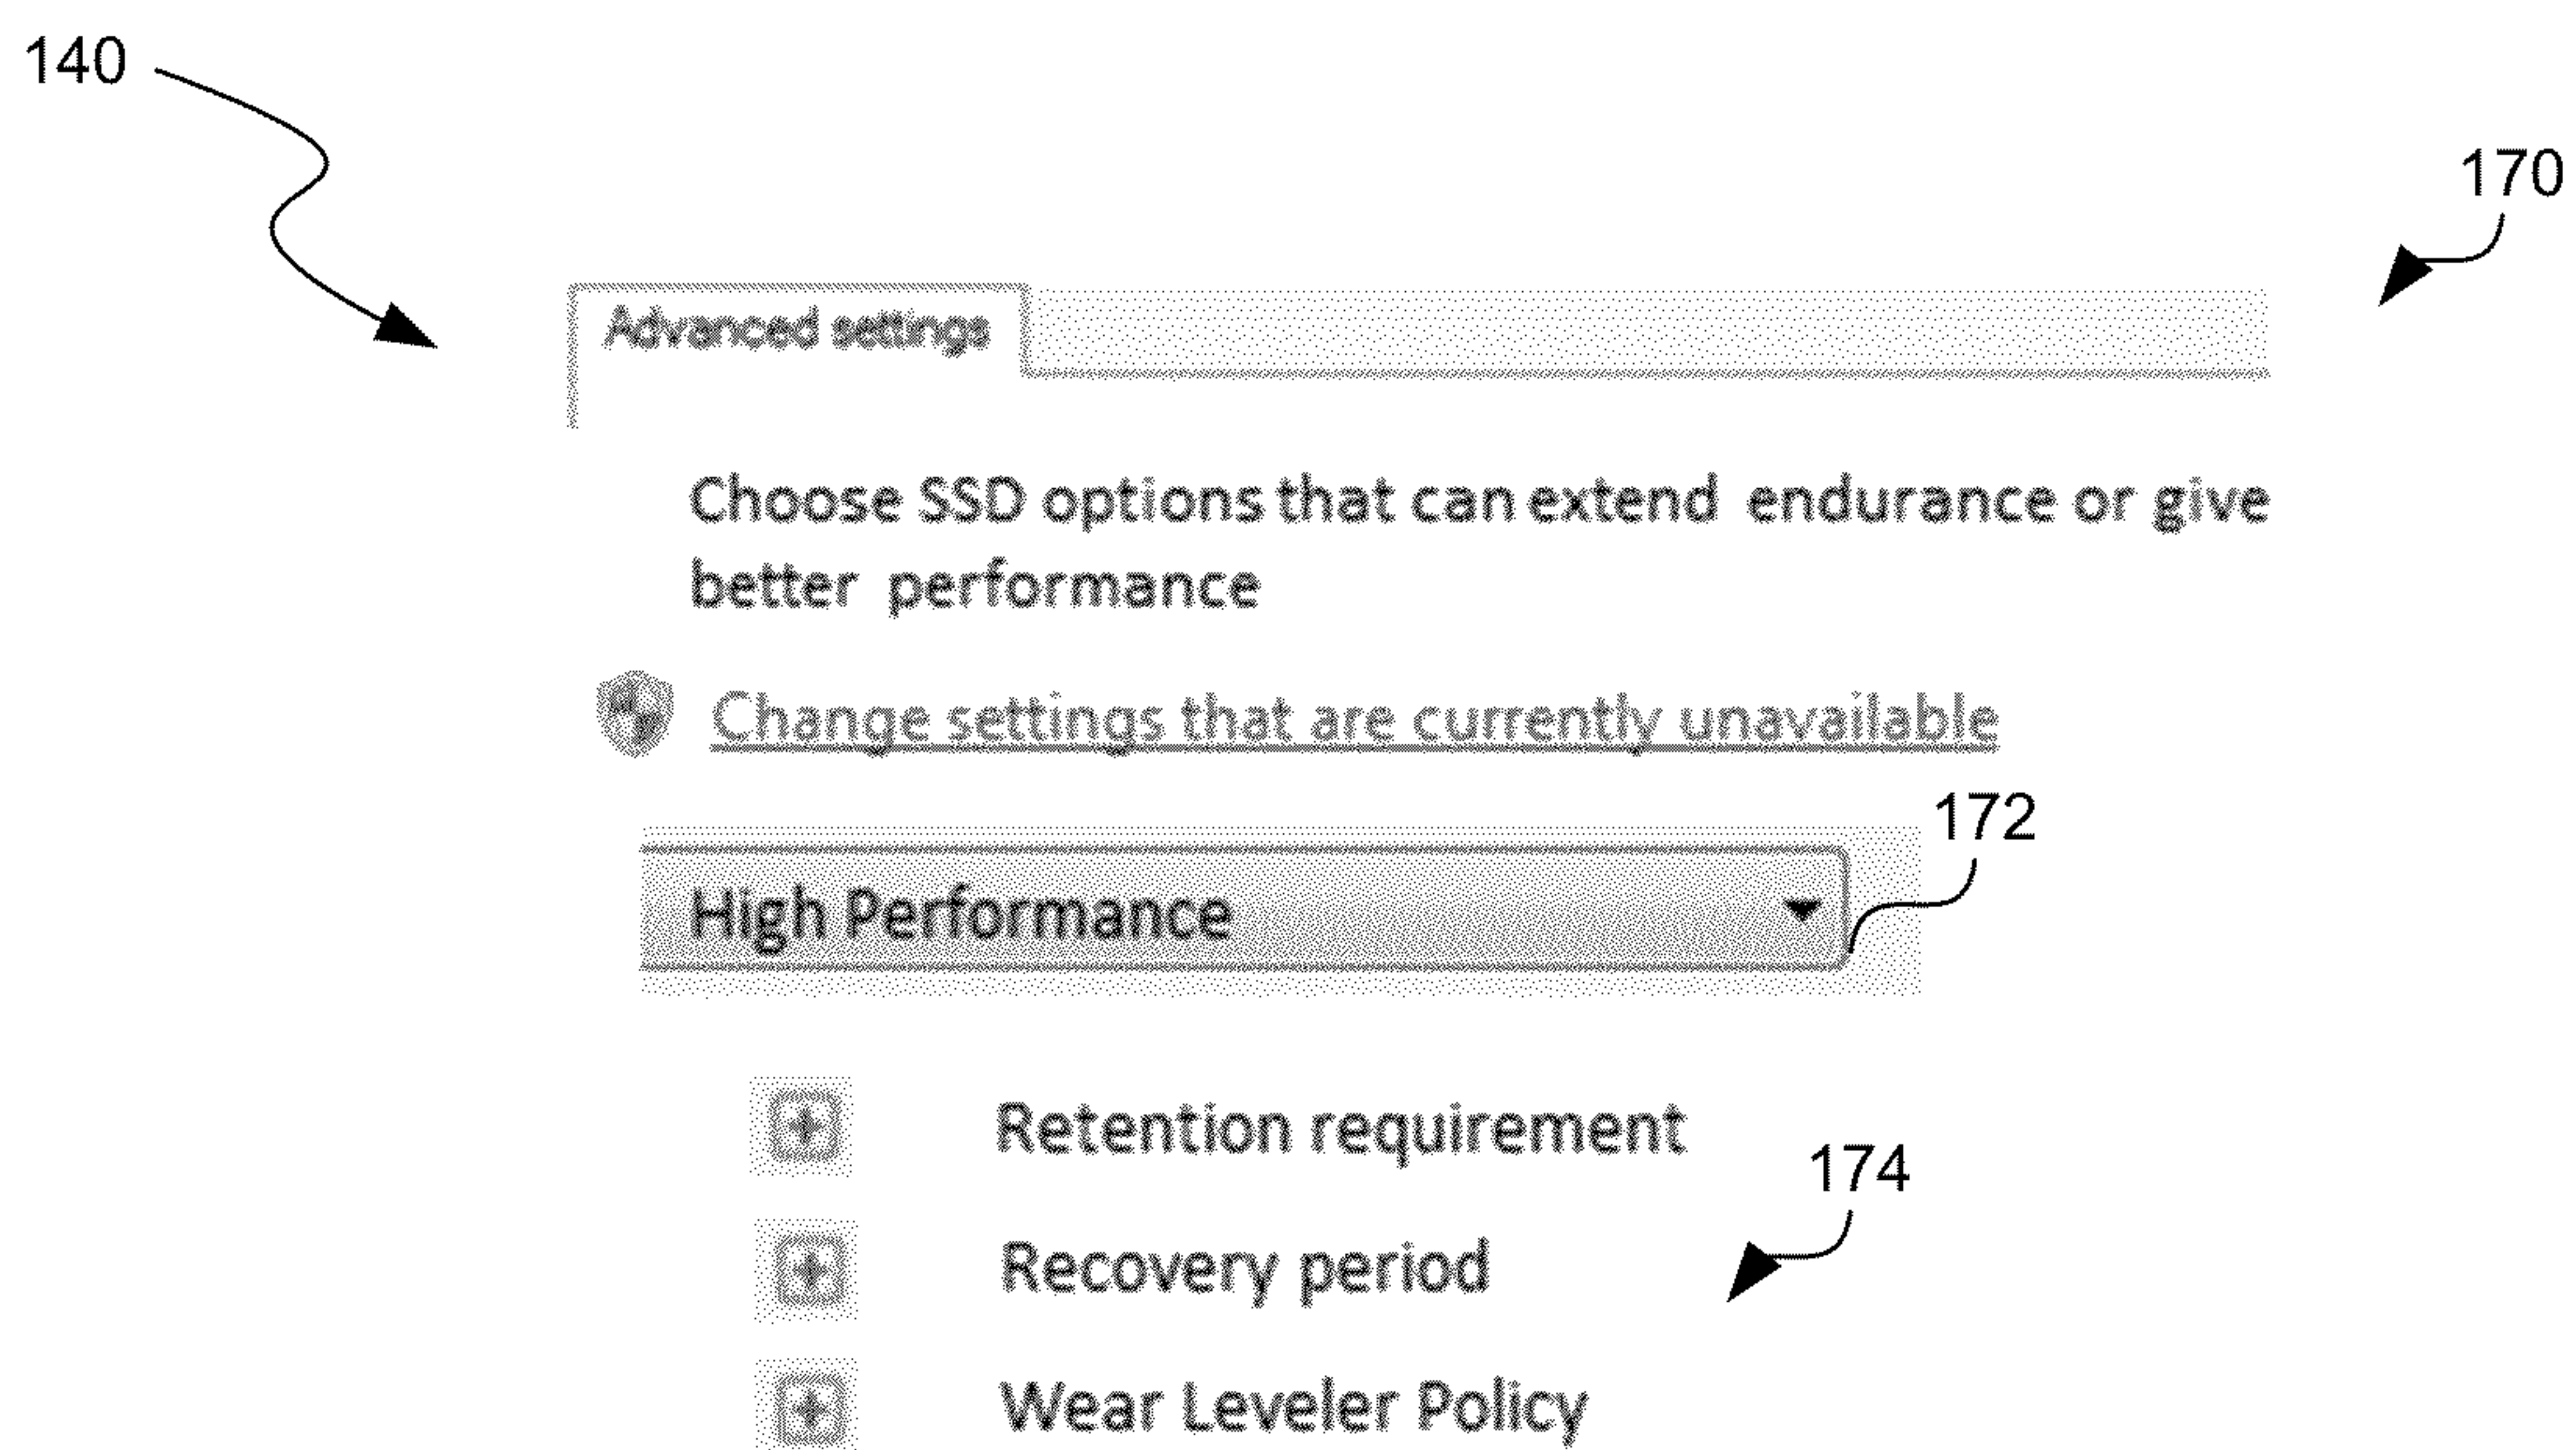 140
170
Advanced settings
Choose SSD options that can extend endurance or give
better performance
Change settings that are currently unavailable
172
High Performance
Retention requirement
174
Recovery period
Wear Leveler Policy